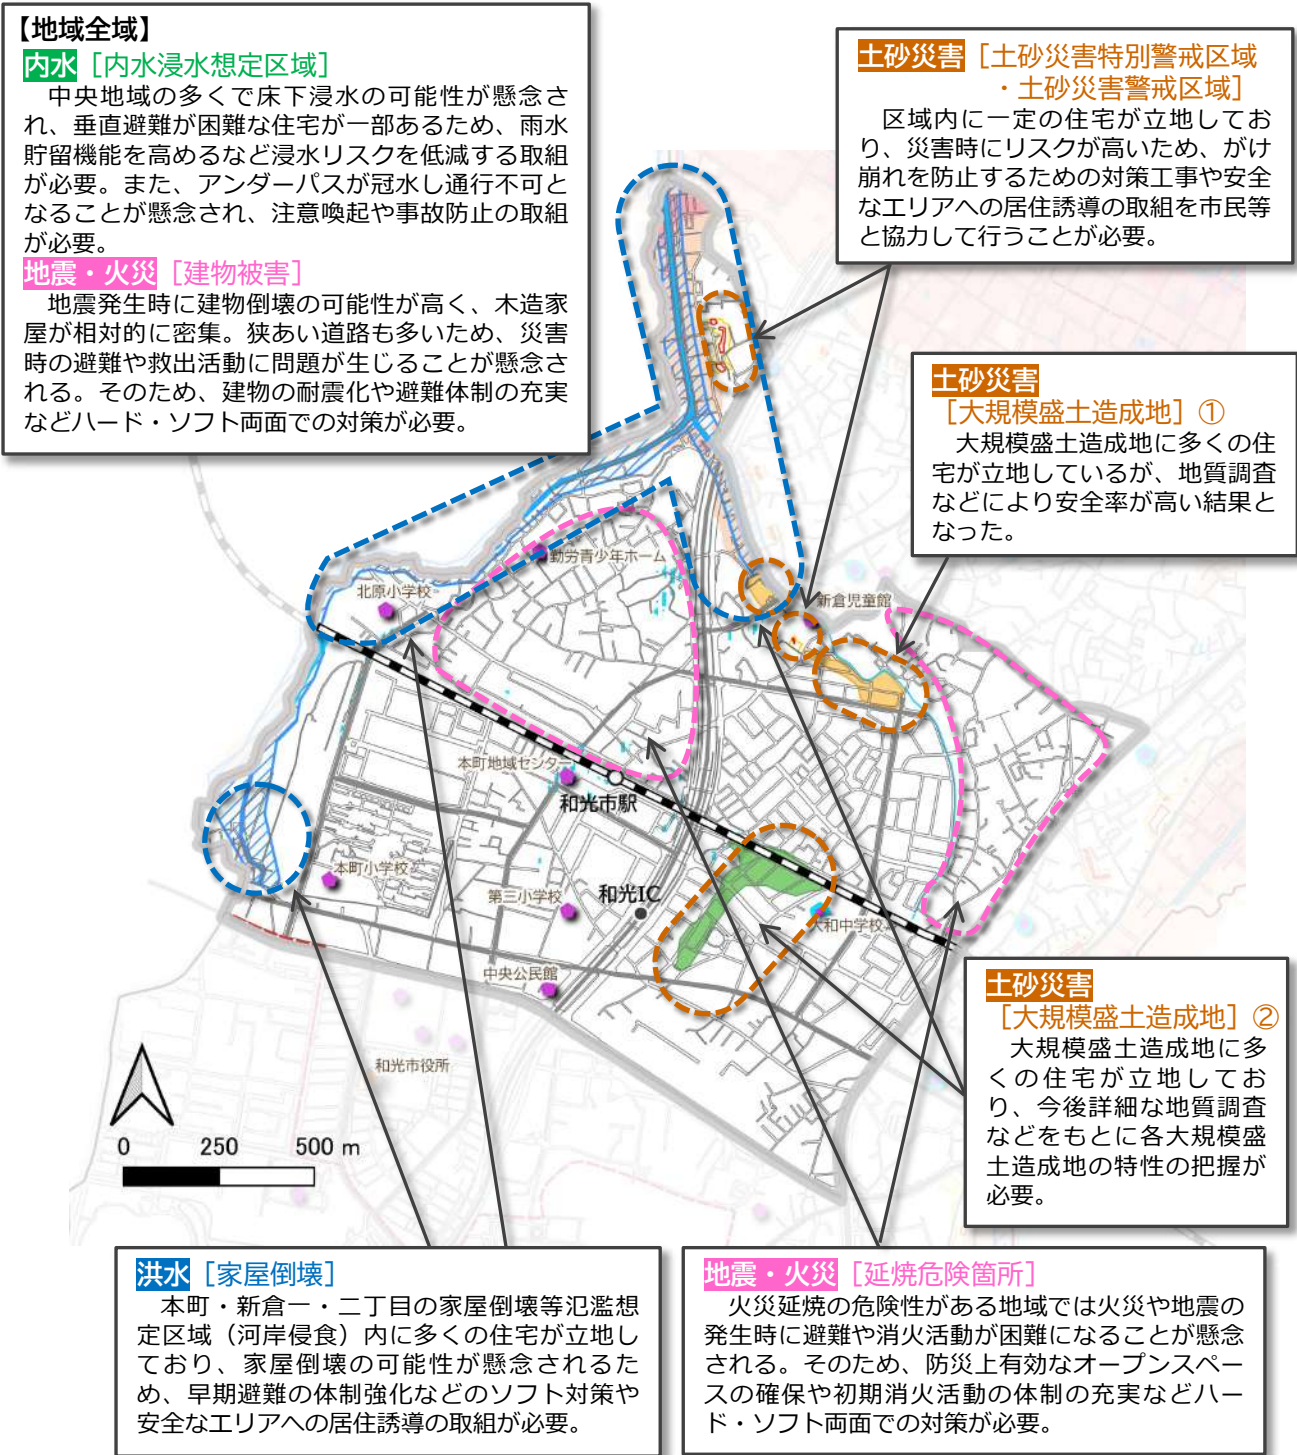 【地域全域】
内水［内水浸水想定区域］
中央地域の多くで床下浸水の可能性が懸念さ
れ、垂直避難が困難な住宅が一部あるため、雨水
貯留機能を高めるなど浸水リスクを低減する取組
が必要。また、アンダーパスが冠水し通行不可と
なることが懸念され、注意喚起や事故防止の取組
が必要。
地震・火災［建物被害］
地震発生時に建物倒壊の可能性が高く、木造家
屋が相対的に密集。狭あい道路も多いため、災害
時の避難や救出活動に問題が生じることが懸念さ
れる。そのため、建物の耐震化や避難体制の充実
などハード・ソフト両面での対策が必要。
土砂災害［土砂災害特別警戒区域
・土砂災害警戒区域］
区域内に一定の住宅が立地してお
り、災害時にリスクが高いため、がけ
崩れを防止するための対策工事や安全
なエリアへの居住誘導の取組を市民等
と協力して行うことが必要。
土砂災害
［大規模盛土造成地］①
大規模盛土造成地に多くの住
宅が立地しているが、地質調査
などにより安全率が高い結果と
なった。
勤労青少年ホーム
北原小学校
新倉児童館
本町地域センター
和光市駅
本町小学校
第三小学校
和光IC
大和中学校
中央公民館
和光市役所
0 250 500 m
土砂災害
［大規模盛土造成地］②
大規模盛土造成地に多
くの住宅が立地してお
り、今後詳細な地質調査
などをもとに各大規模盛
土造成地の特性の把握が
必要。
洪水［家屋倒壊］
本町・新倉一・二丁目の家屋倒壊等氾濫想
定区域（河岸侵食）内に多くの住宅が立地し
ており、家屋倒壊の可能性が懸念されるた
め、早期避難の体制強化などのソフト対策や
安全なエリアへの居住誘導の取組が必要。
地震・火災［延焼危険箇所］
火災延焼の危険性がある地域では火災や地震の
発生時に避難や消火活動が困難になることが懸念
される。そのため、防災上有効なオープンスペー
スの確保や初期消火活動の体制の充実などハー
ド・ソフト両面での対策が必要。